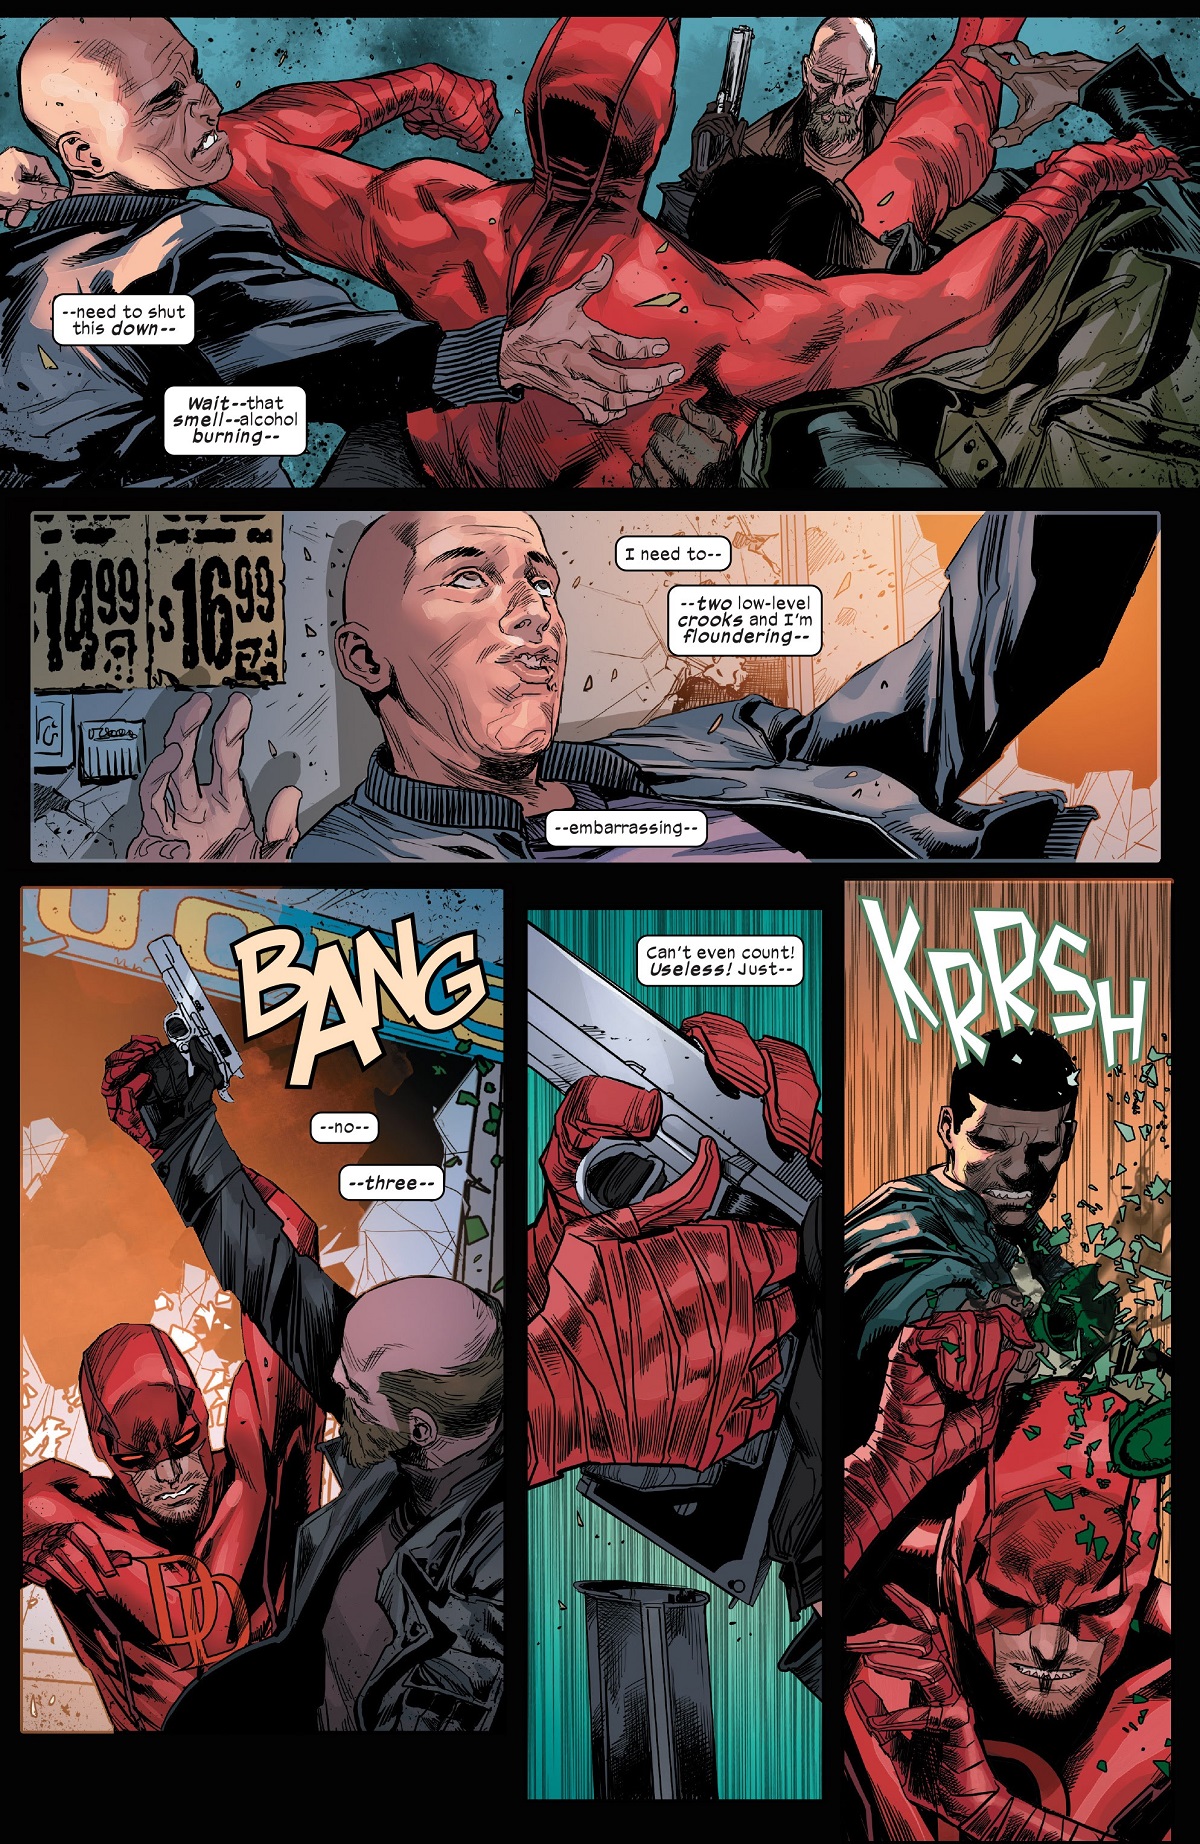 --need to shut
this down--
Wait--that
smell--alcohol
burning--
14.99
$16.99
I need to--
--two low-level
crooks and I'm
floundering--
--embarrassing--
BANG
--no--
--three--
DD
Can't even count!
Useless! Just--
KRRSH